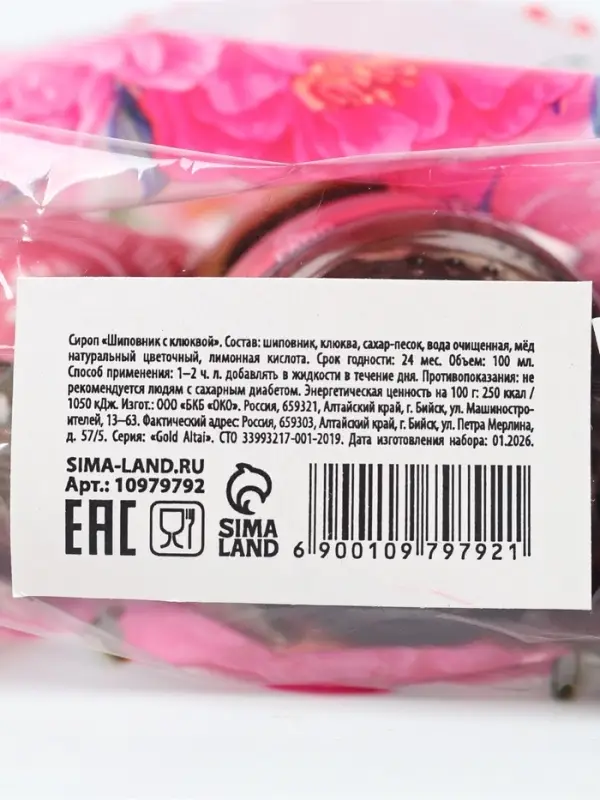 Сироп «Шиповник с клюквой». Состав: шиповник, клюква, сахар-песок, вода очищенная, мёд
натуральный цветочный, лимонная кислота. Срок годности: 24 мес. Объем: 100 мл.
Способ применения: 1–2 ч. л. добавлять в жидкости в течение дня. Противопоказания: не
рекомендуется людям с сахарным диабетом. Энергетическая ценность на 100 г: 250 ккал /
1050 кДж. Изгот.: ООО «БКБ «ОКО». Россия, 659321, Алтайский край, г. Бийск, ул. Машиностро-
ителей, 13–63. Фактический адрес: Россия, 659303, Алтайский край, г. Бийск, ул. Петра Мерлина,
д. 57/5. Серия: «Gold Altai». СТО 33993217-001-2019. Дата изготовления набора: 01.2026.
SIMA-LAND.RU
Арт.: 10979792
EAC
SIMA
LAND
6 900109 797921